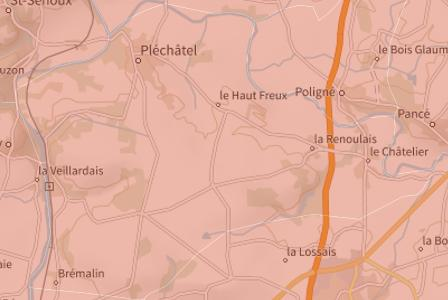 St-Senoux
Pléchâtel
le Bois Glaum
uzon
le Haut Freux
Poligné
Pancé
la Renoulais
le Châtelier
y
la Veillardais
la Lossais
la Bo
aie
Brémalin